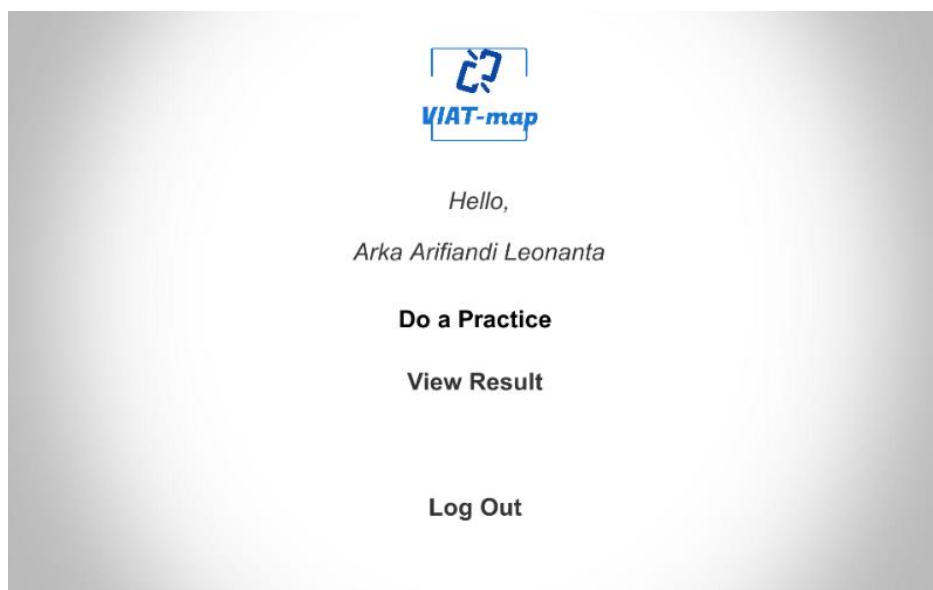 VIAT-map
Hello,
Arka Arifiandi Leonanta
Do a Practice
View Result
Log Out